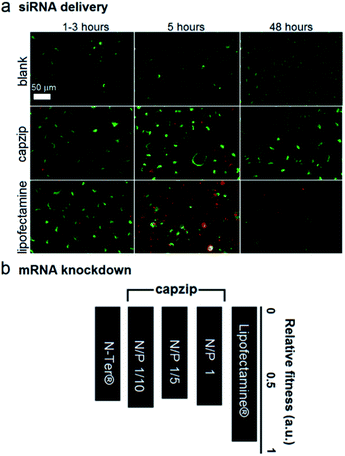 a siRNA delivery
1-3 hours 5 hours 48 hours
blank
50 µm
capzip
lipofectamine
b mRNA knockdown
capzip
N-Ter®
N/P 1/10
N/P 1/5
N/P 1
Lipofectamine®
0
0.5
1
Relative fitness (a.u.)